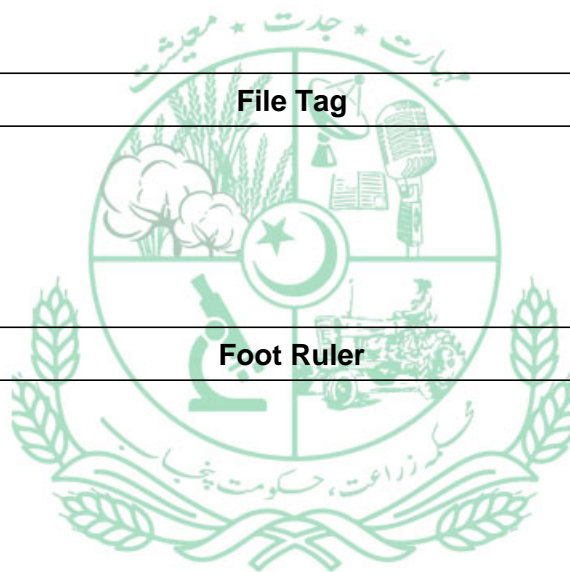 مہارت ٭ جدت ٭ معیشت
File Tag
Foot Ruler
محکمہ زراعت، حکومت پنجاب